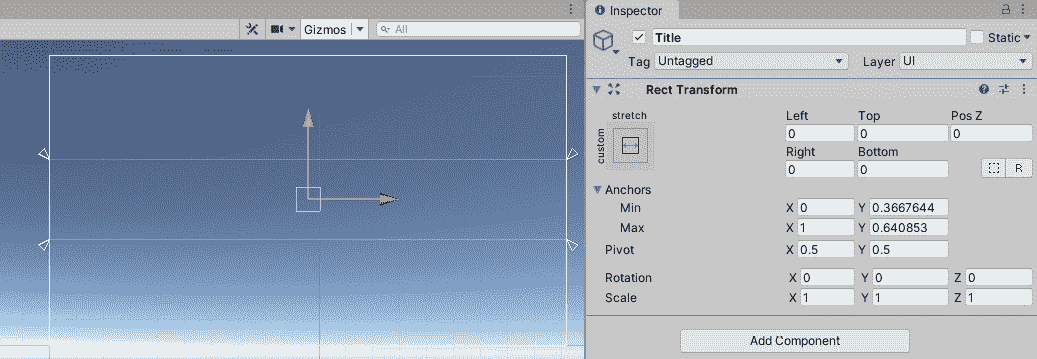 Gizmos
All
Inspector
Title
Static
Tag Untagged Layer UI
Rect Transform
stretch
custom
Left Top Pos Z
0 0 0
Right Bottom
0 0 R
Anchors
Min X 0 Y 0.3667644
Max X 1 Y 0.640853
Pivot X 0.5 Y 0.5
Rotation X 0 Y 0 Z 0
Scale X 1 Y 1 Z 1
Add Component